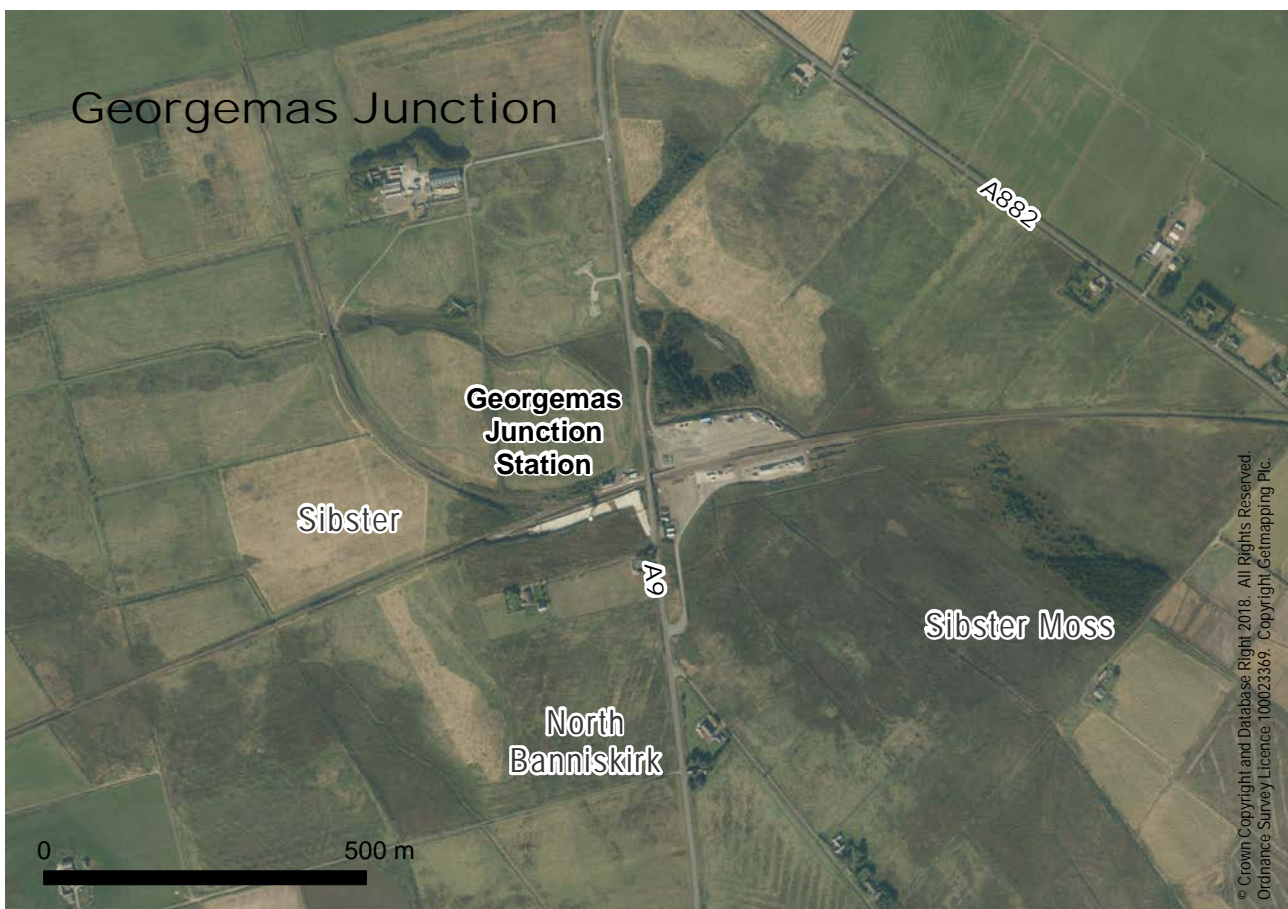 Georgemas Junction
A882
Georgemas
Junction
Station
Sibster
A9
Sibster Moss
North
Banniskirk
0
500 m
© Crown Copyright and Database Right 2018. All Rights Reserved.
Ordnance Survey Licence 100023369. Copyright Getmapping Plc.